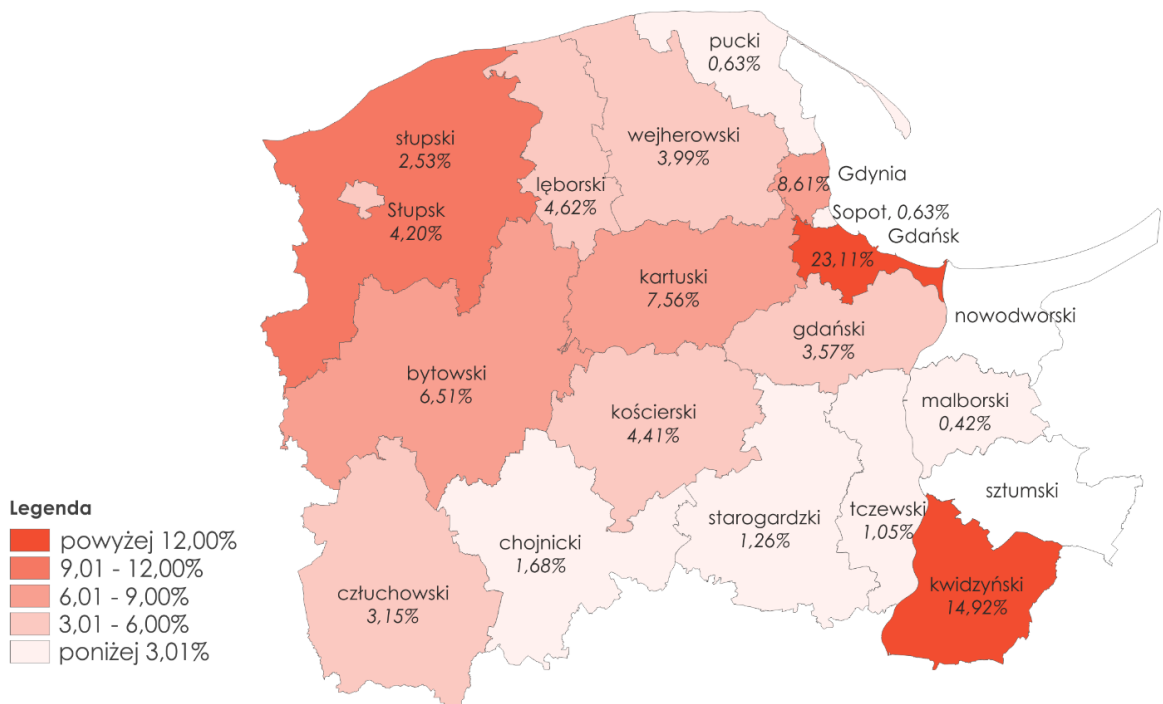 pucki
0,63%
słupski
2,53%
wejherowski
3,99%
lęborski
4,62%
8,61%
Gdynia
Słupsk
4,20%
Sopot, 0,63%
Gdańsk
23,11%
kartuski
7,56%
nowodworski
gdański
3,57%
bytowski
6,51%
malborski
0,42%
kościerski
4,41%
sztumski
Legenda
powyżej 12,00%
9,01 - 12,00%
6,01 - 9,00%
3,01 - 6,00%
poniżej 3,01%
chojnicki
1,68%
starogardzki
1,26%
tczewski
1,05%
człuchowski
3,15%
kwidzyński
14,92%